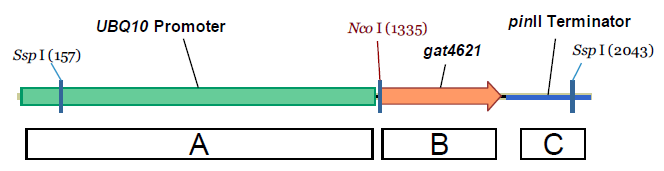 UBQ10 Promoter
pinII Terminator
Nco I (1335)
Ssp I (157)
gat4621
Ssp I (2043)
A
B
C